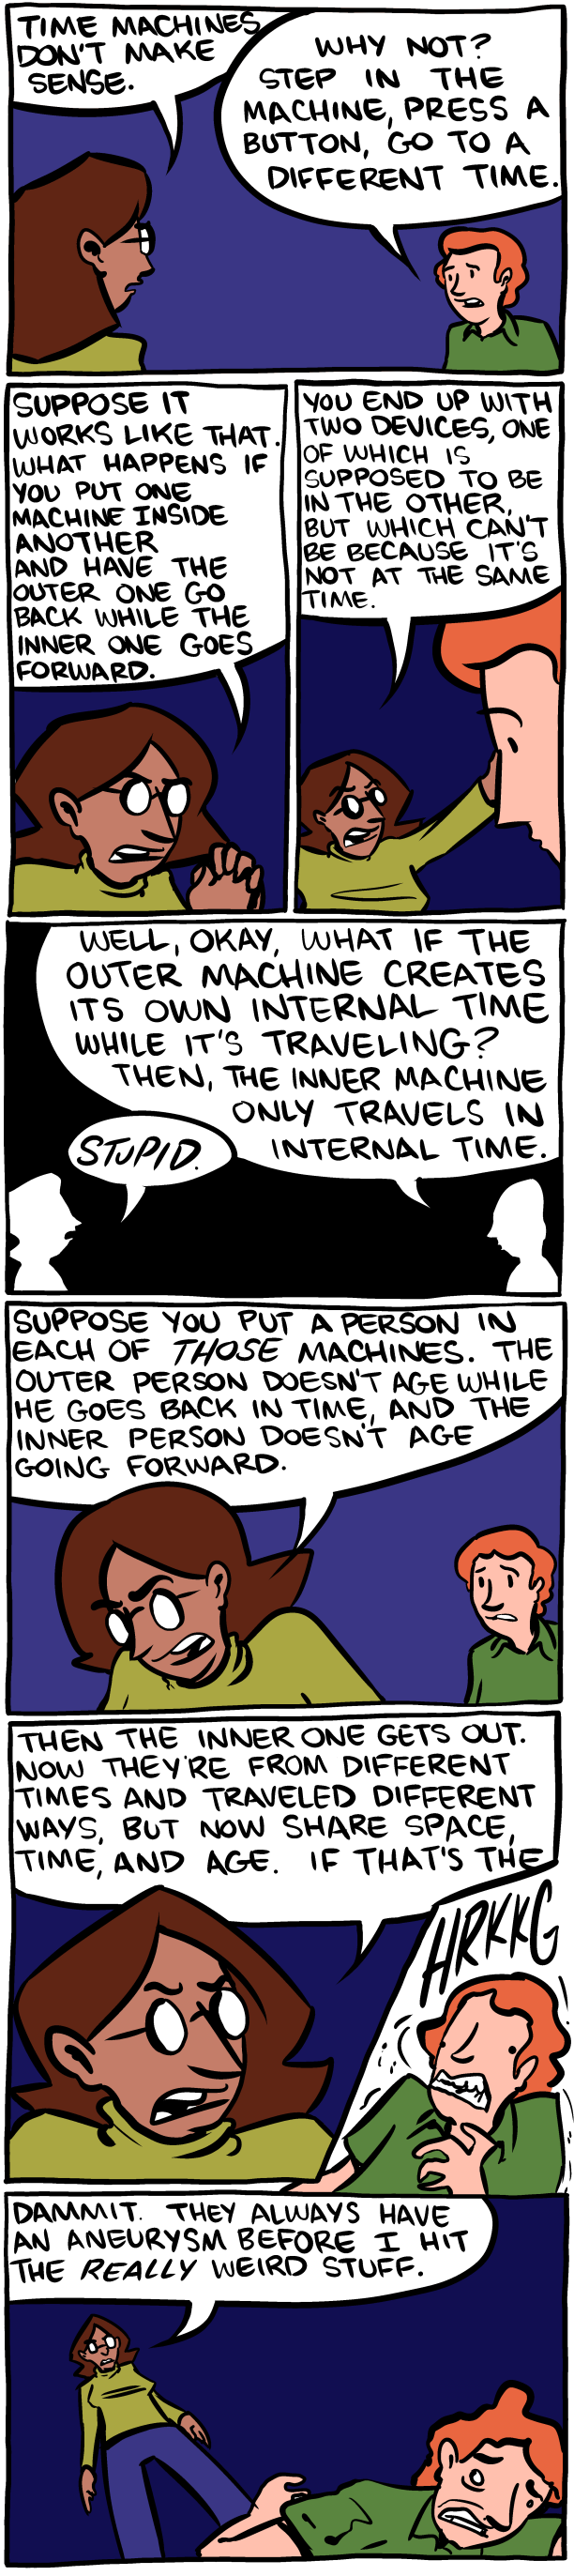 TIME MACHINES
DON'T MAKE
SENSE.
WHY NOT?
STEP IN THE
MACHINE, PRESS A
BUTTON, GO TO A
DIFFERENT TIME.
SUPPOSE IT
WORKS LIKE THAT.
WHAT HAPPENS IF
YOU PUT ONE
MACHINE INSIDE
ANOTHER
AND HAVE THE
OUTER ONE GO
BACK WHILE THE
INNER ONE GOES
FORWARD.
YOU END UP WITH
TWO DEVICES, ONE
OF WHICH IS
SUPPOSED TO BE
IN THE OTHER,
BUT WHICH CAN'T
BE BECAUSE IT'S
NOT AT THE SAME
TIME.
WELL, OKAY, WHAT IF THE
OUTER MACHINE CREATES
ITS OWN INTERNAL TIME
WHILE IT'S TRAVELING?
THEN, THE INNER MACHINE
ONLY TRAVELS IN
INTERNAL TIME.
STUPID.
SUPPOSE YOU PUT A PERSON IN
EACH OF THOSE MACHINES. THE
OUTER PERSON DOESN'T AGE WHILE
HE GOES BACK IN TIME, AND THE
INNER PERSON DOESN'T AGE
GOING FORWARD.
THEN THE INNER ONE GETS OUT.
NOW THEY'RE FROM DIFFERENT
TIMES AND TRAVELED DIFFERENT
WAYS, BUT NOW SHARE SPACE,
TIME, AND AGE. IF THAT'S THE
HRKKG
DAMMIT. THEY ALWAYS HAVE
AN ANEURYSM BEFORE I HIT
THE REALLY WEIRD STUFF.